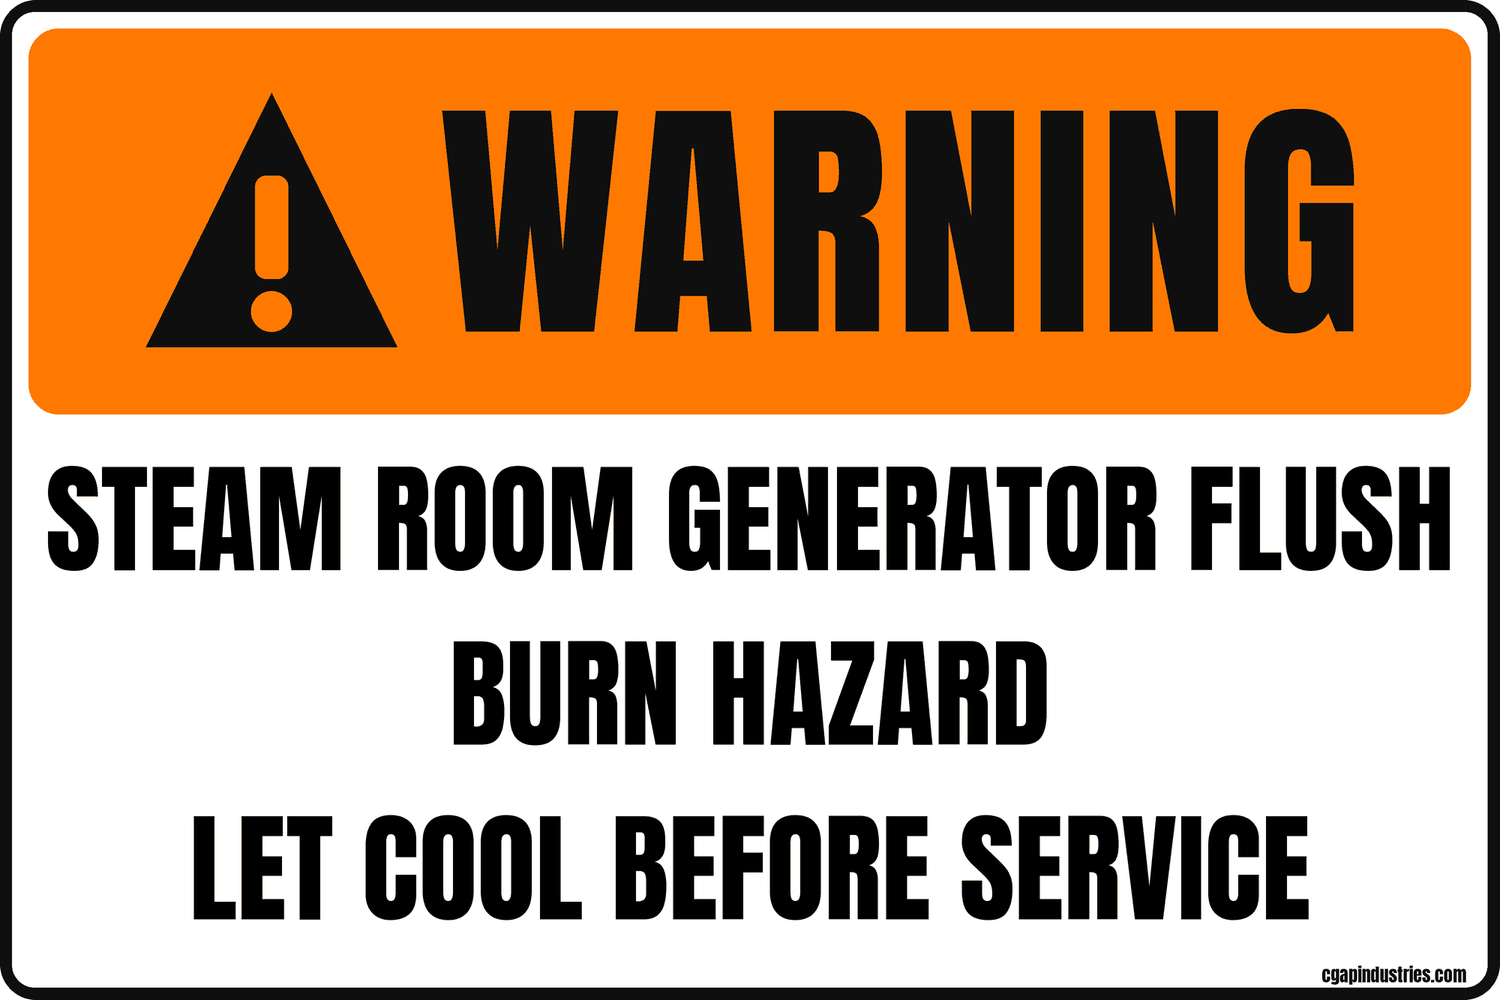 WARNING
STEAM ROOM GENERATOR FLUSH
BURN HAZARD
LET COOL BEFORE SERVICE
cgapindustries.com